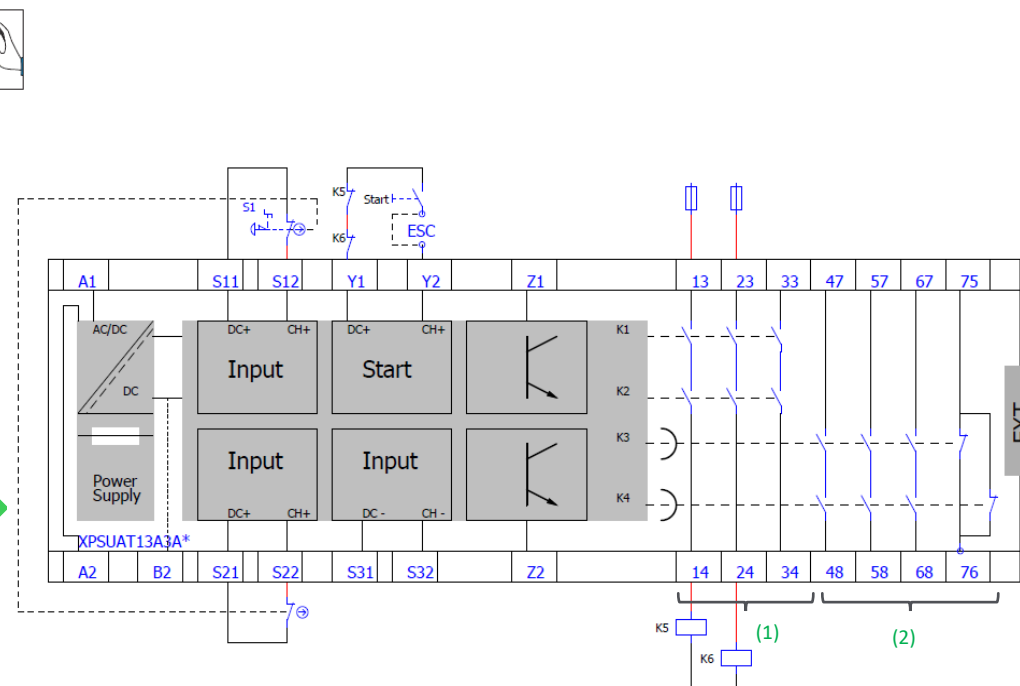 K5
Start
S1
K6
ESC
A1 S11 S12 Y1 Y2 Z1 13 23 33 47 57 67 75
AC/DC DC+ CH+ DC+ CH+ K1
Input Start
DC K2
K3
EXT
Input Input
Power
Supply
K4
DC+ CH+ DC - CH -
XPSUAT13A3A*
A2 B2 S21 S22 S31 S32 Z2 14 24 34 48 58 68 76
K5 (1) (2)
K6